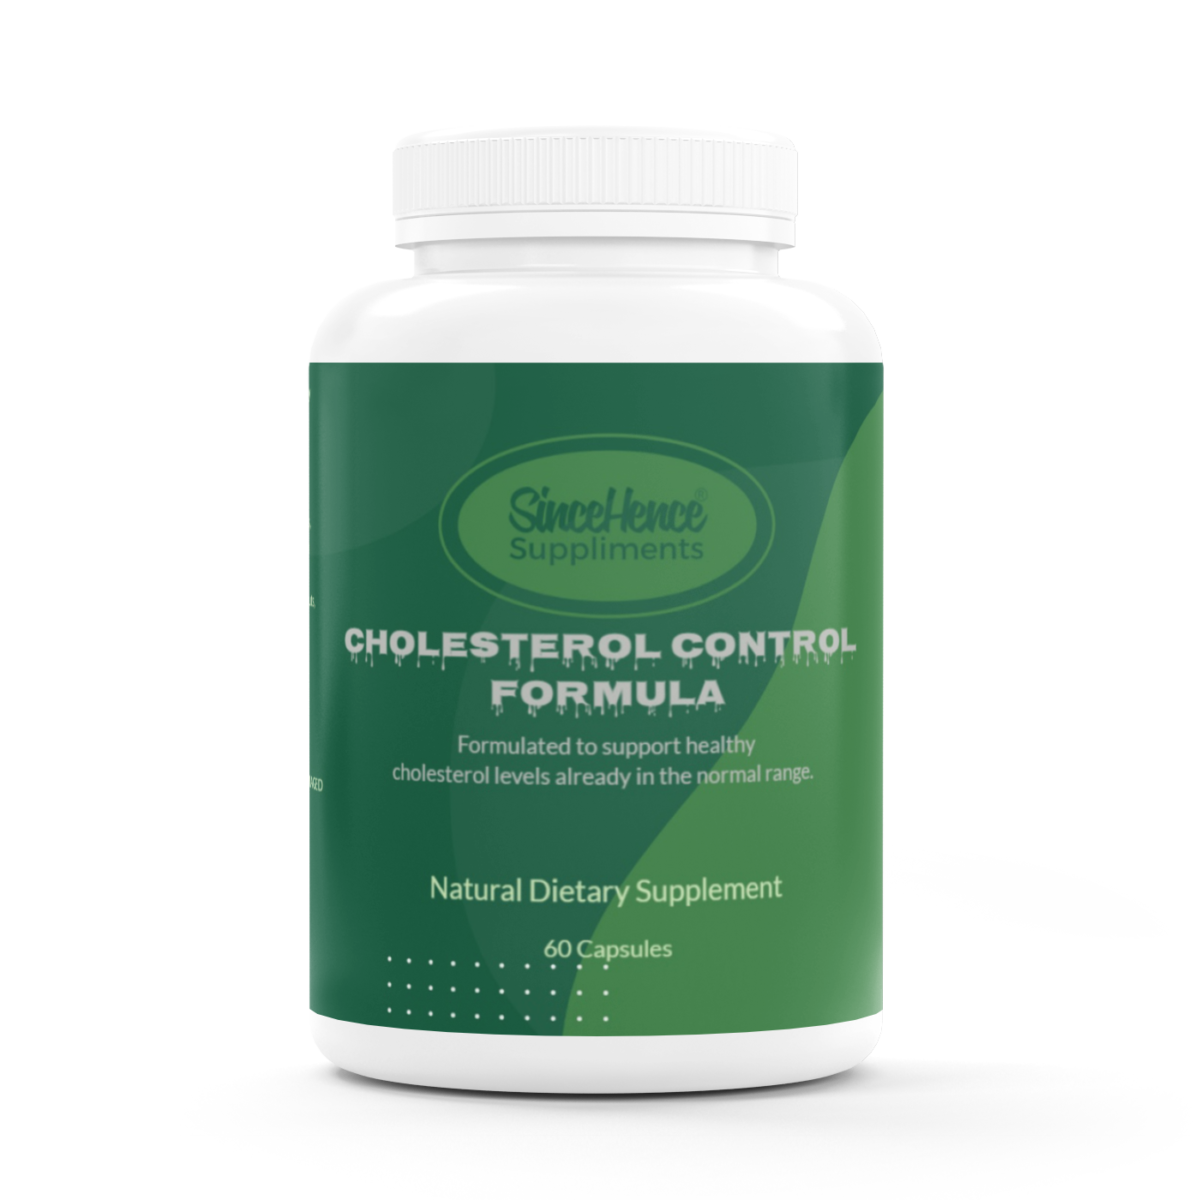 SinceHence®
Suppliments
CHOLESTEROL CONTROL
FORMULA
Formulated to support healthy
cholesterol levels already in the normal range.
Natural Dietary Supplement
60 Capsules